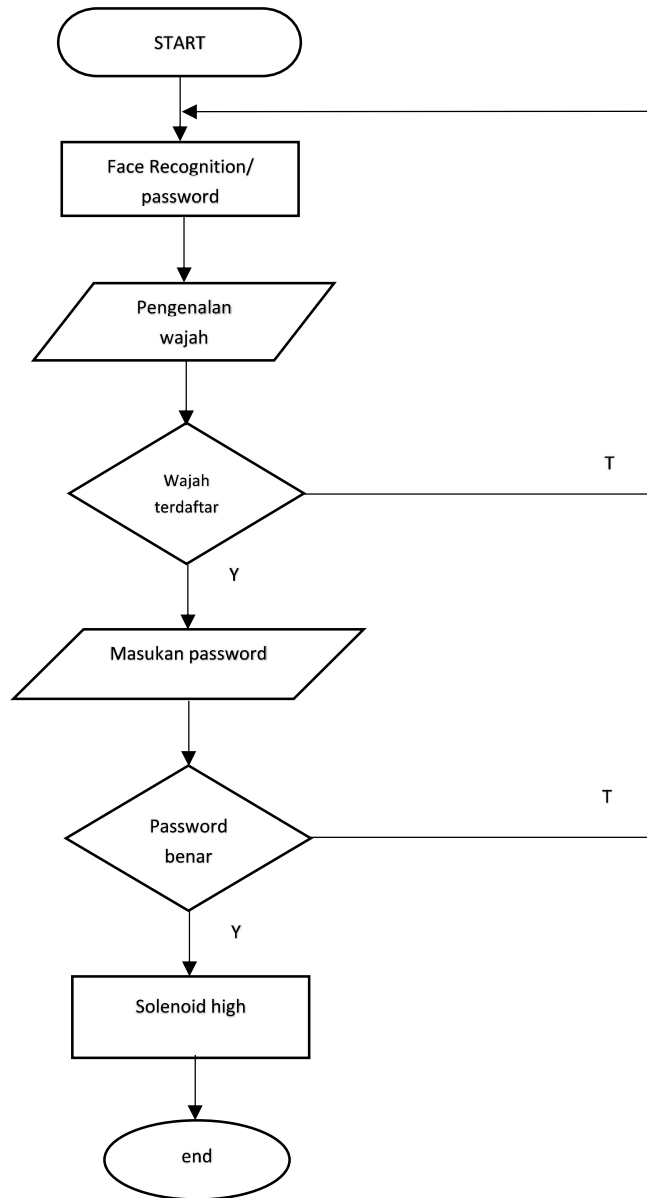 START
Face Recognition/
password
Pengenalan
wajah
Wajah
terdaftar
T
Y
Masukan password
T
Password
benar
Y
Solenoid high
end